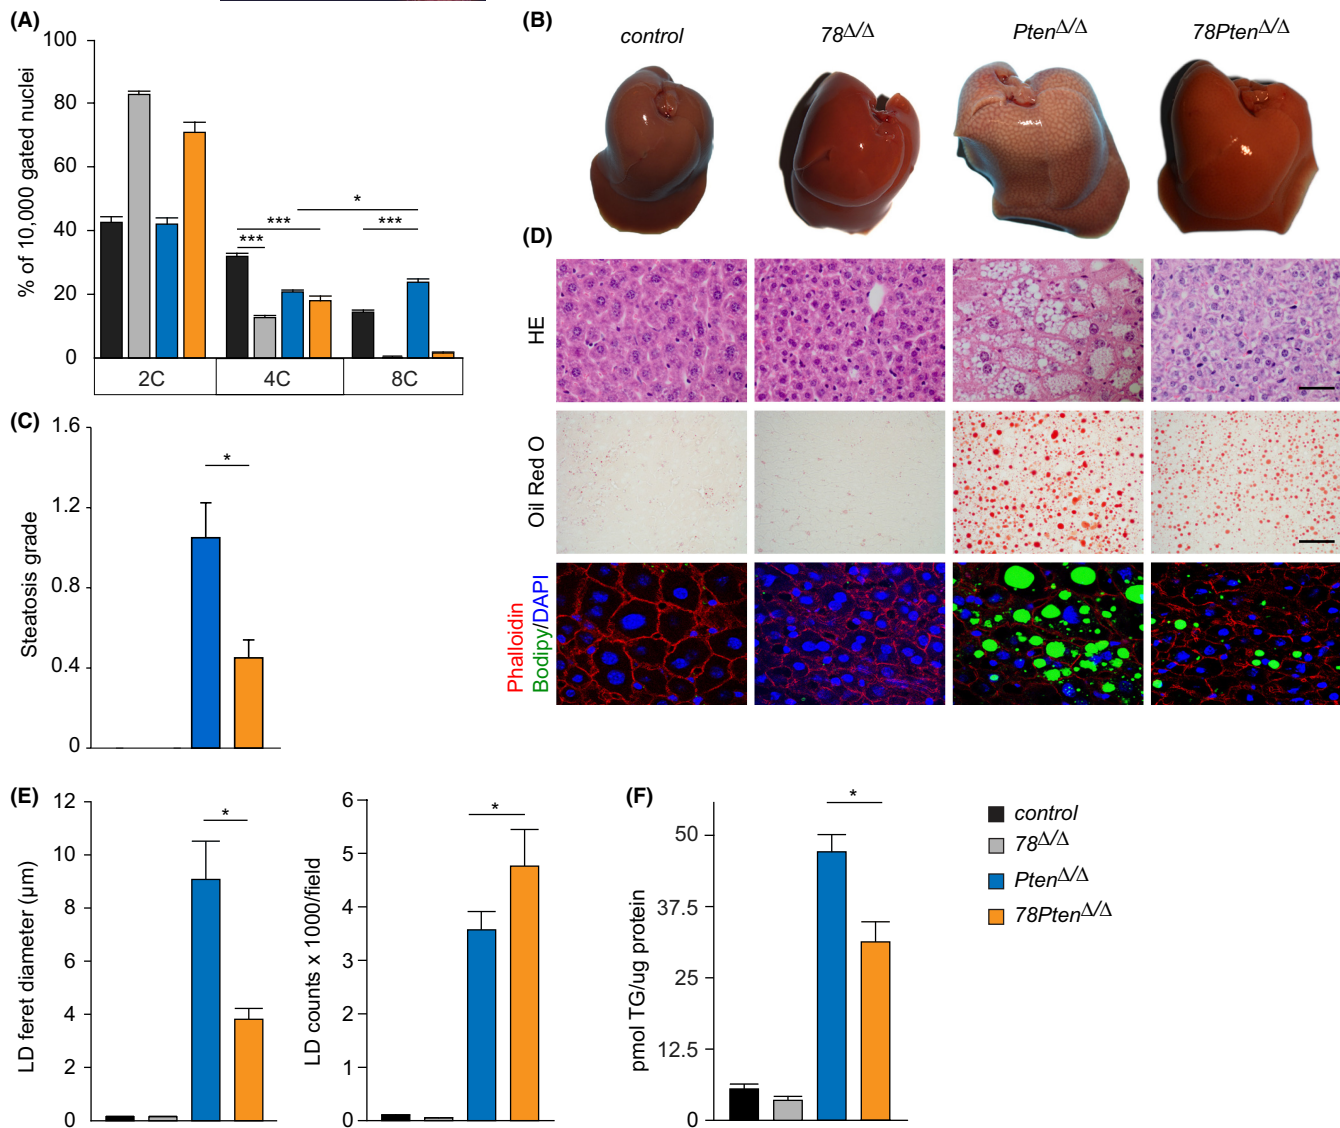 (A)
% of 10,000 gated nuclei
100
80
60
40
20
0
***
***
*
***
2C
4C
8C
(B)
control
78Δ/Δ
PtenΔ/Δ
78PtenΔ/Δ
(C)
Steatosis grade
1.6
1.2
0.8
0.4
0
*
(D)
HE
Oil Red O
Phalloidin
Bodipy/DAPI
(E)
LD feret diameter (µm)
12
10
8
6
4
2
0
*
LD counts x 1000/field
6
5
4
3
2
1
0
*
(F)
pmol TG/ug protein
50
37.5
25
12.5
0
*
control
78Δ/Δ
PtenΔ/Δ
78PtenΔ/Δ